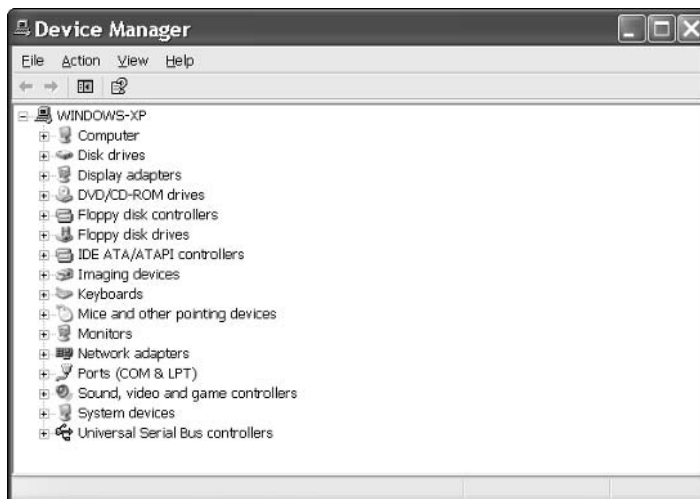 Device Manager
File Action View Help
WINDOWS-XP
Computer
Disk drives
Display adapters
DVD/CD-ROM drives
Floppy disk controllers
Floppy disk drives
IDE ATA/ATAPI controllers
Imaging devices
Keyboards
Mice and other pointing devices
Monitors
Network adapters
Ports (COM & LPT)
Sound, video and game controllers
System devices
Universal Serial Bus controllers